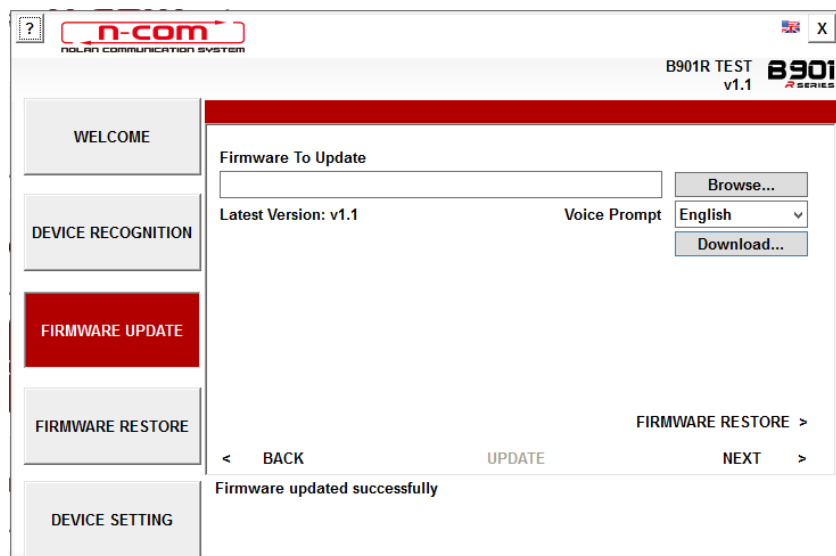 ?
n-com
NOLAN COMMUNICATION SYSTEM
X
B901R TEST
v1.1
B901
R SERIES
WELCOME
DEVICE RECOGNITION
FIRMWARE UPDATE
FIRMWARE RESTORE
DEVICE SETTING
Firmware To Update
Browse...
Latest Version: v1.1
Voice Prompt
English
Download...
FIRMWARE RESTORE >
< BACK
UPDATE
NEXT >
Firmware updated successfully